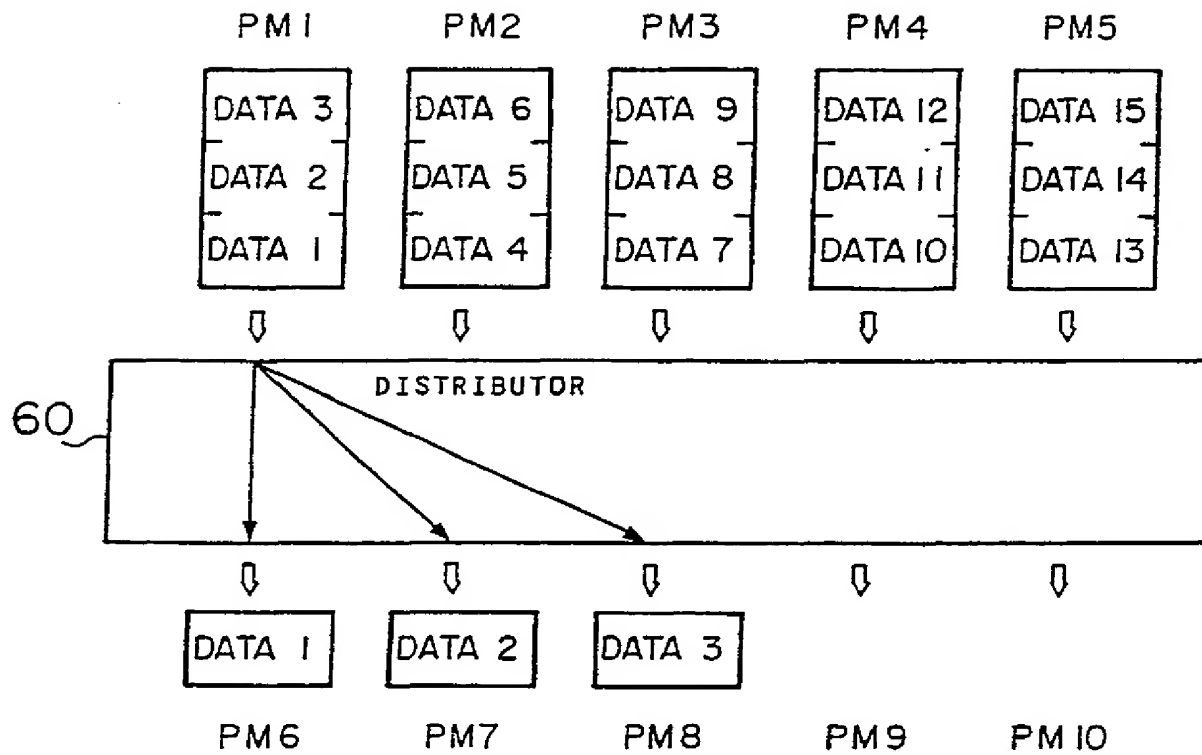 PM1 PM2 PM3 PM4 PM5
DATA 3 DATA 6 DATA 9 DATA 12 DATA 15
DATA 2 DATA 5 DATA 8 DATA 11 DATA 14
DATA 1 DATA 4 DATA 7 DATA 10 DATA 13
DISTRIBUTOR
60
DATA 1 DATA 2 DATA 3
PM6 PM7 PM8 PM9 PM10